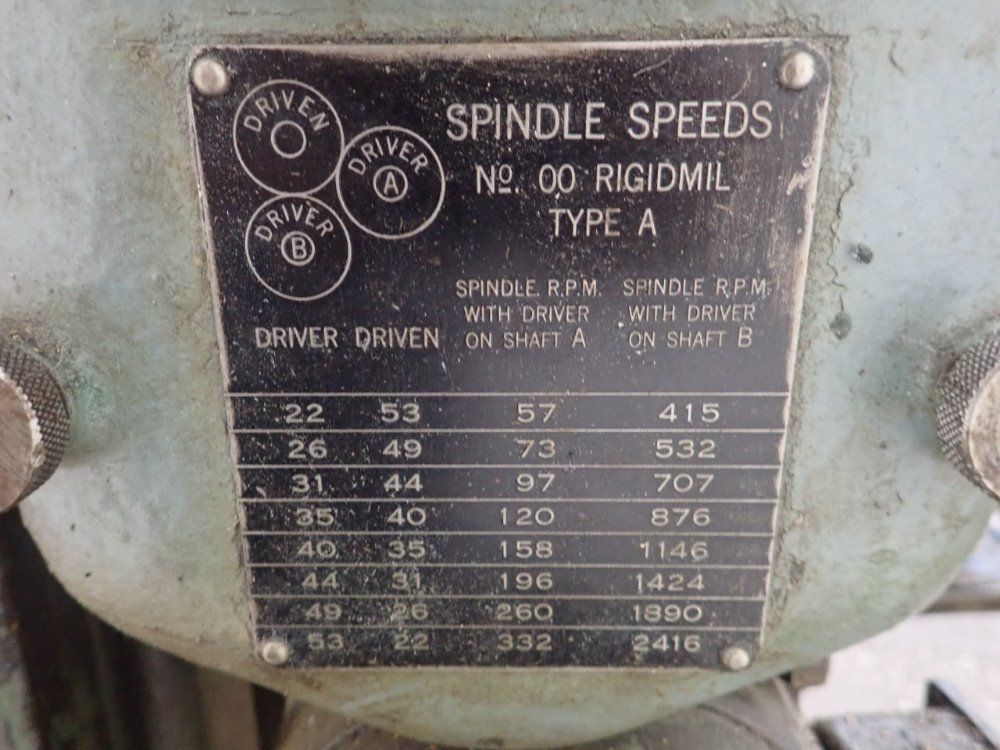 DRIVEN
DRIVER
A
DRIVER
B
SPINDLE SPEEDS
Nº. 00 RIGIDMIL
TYPE A
DRIVER DRIVEN SPINDLE R.P.M. WITH DRIVER ON SHAFT A SPINDLE R.P.M. WITH DRIVER ON SHAFT B
22 53 57 415
26 49 73 532
31 44 97 707
35 40 120 876
40 35 158 1146
44 31 196 1424
49 26 260 1890
53 22 332 2416